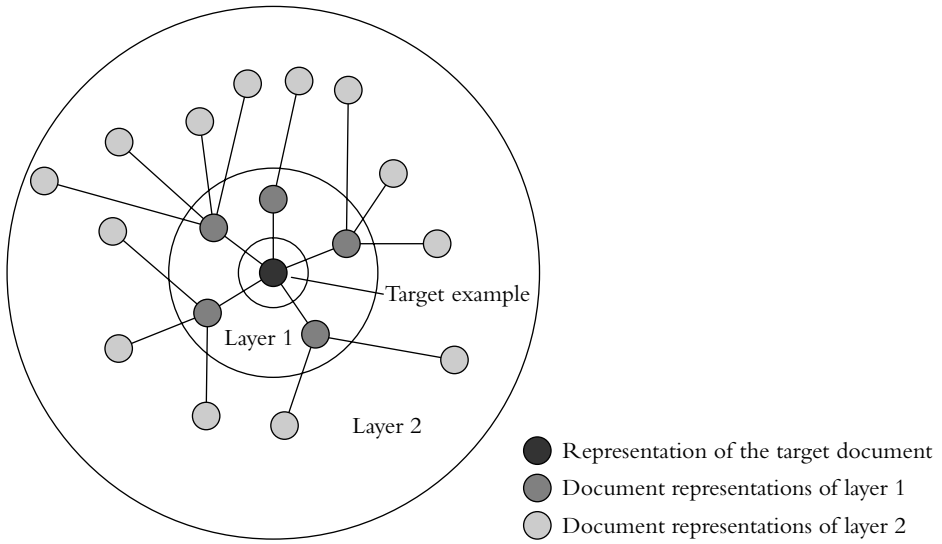 Target example
Layer 1
Layer 2
Representation of the target document
Document representations of layer 1
Document representations of layer 2